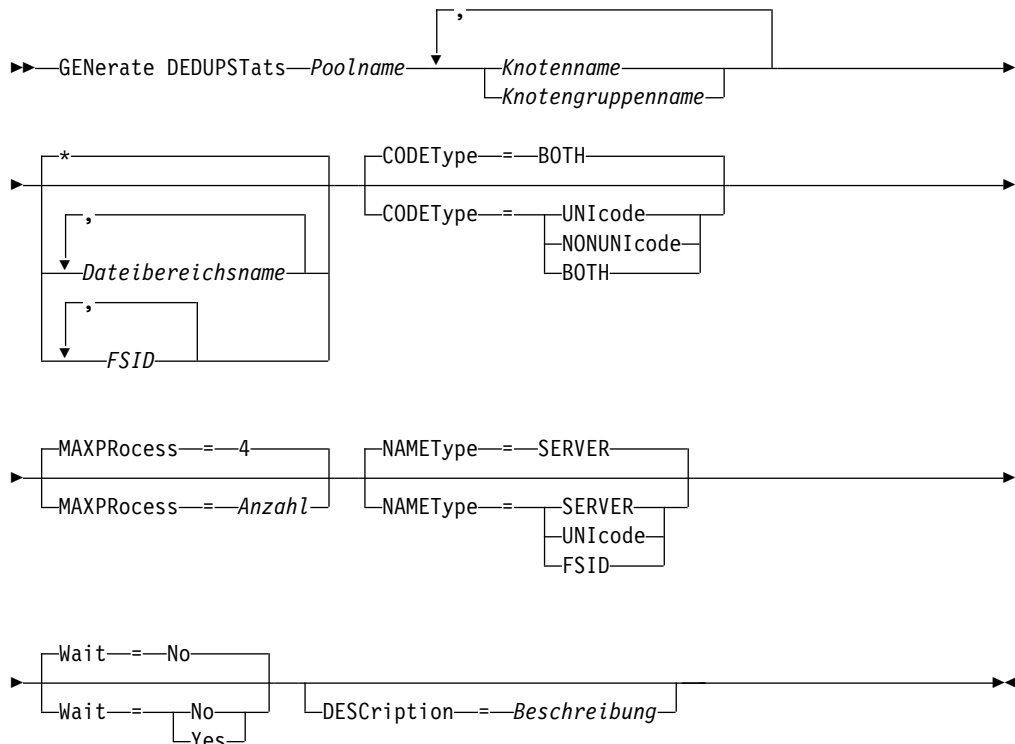 ,
GENerate DEDUPSTats Poolname Knotenname
Knotengruppenname
* CODEType = BOTH
, CODEType = UNIcode
NONUNIcode
Dateibereichsname BOTH
,
FSID
MAXPRocess = 4 NAMEType = SERVER
MAXPRocess = Anzahl NAMEType = SERVER
UNIcode
FSID
Wait = No
Wait = No DESCription = Beschreibung
Yes